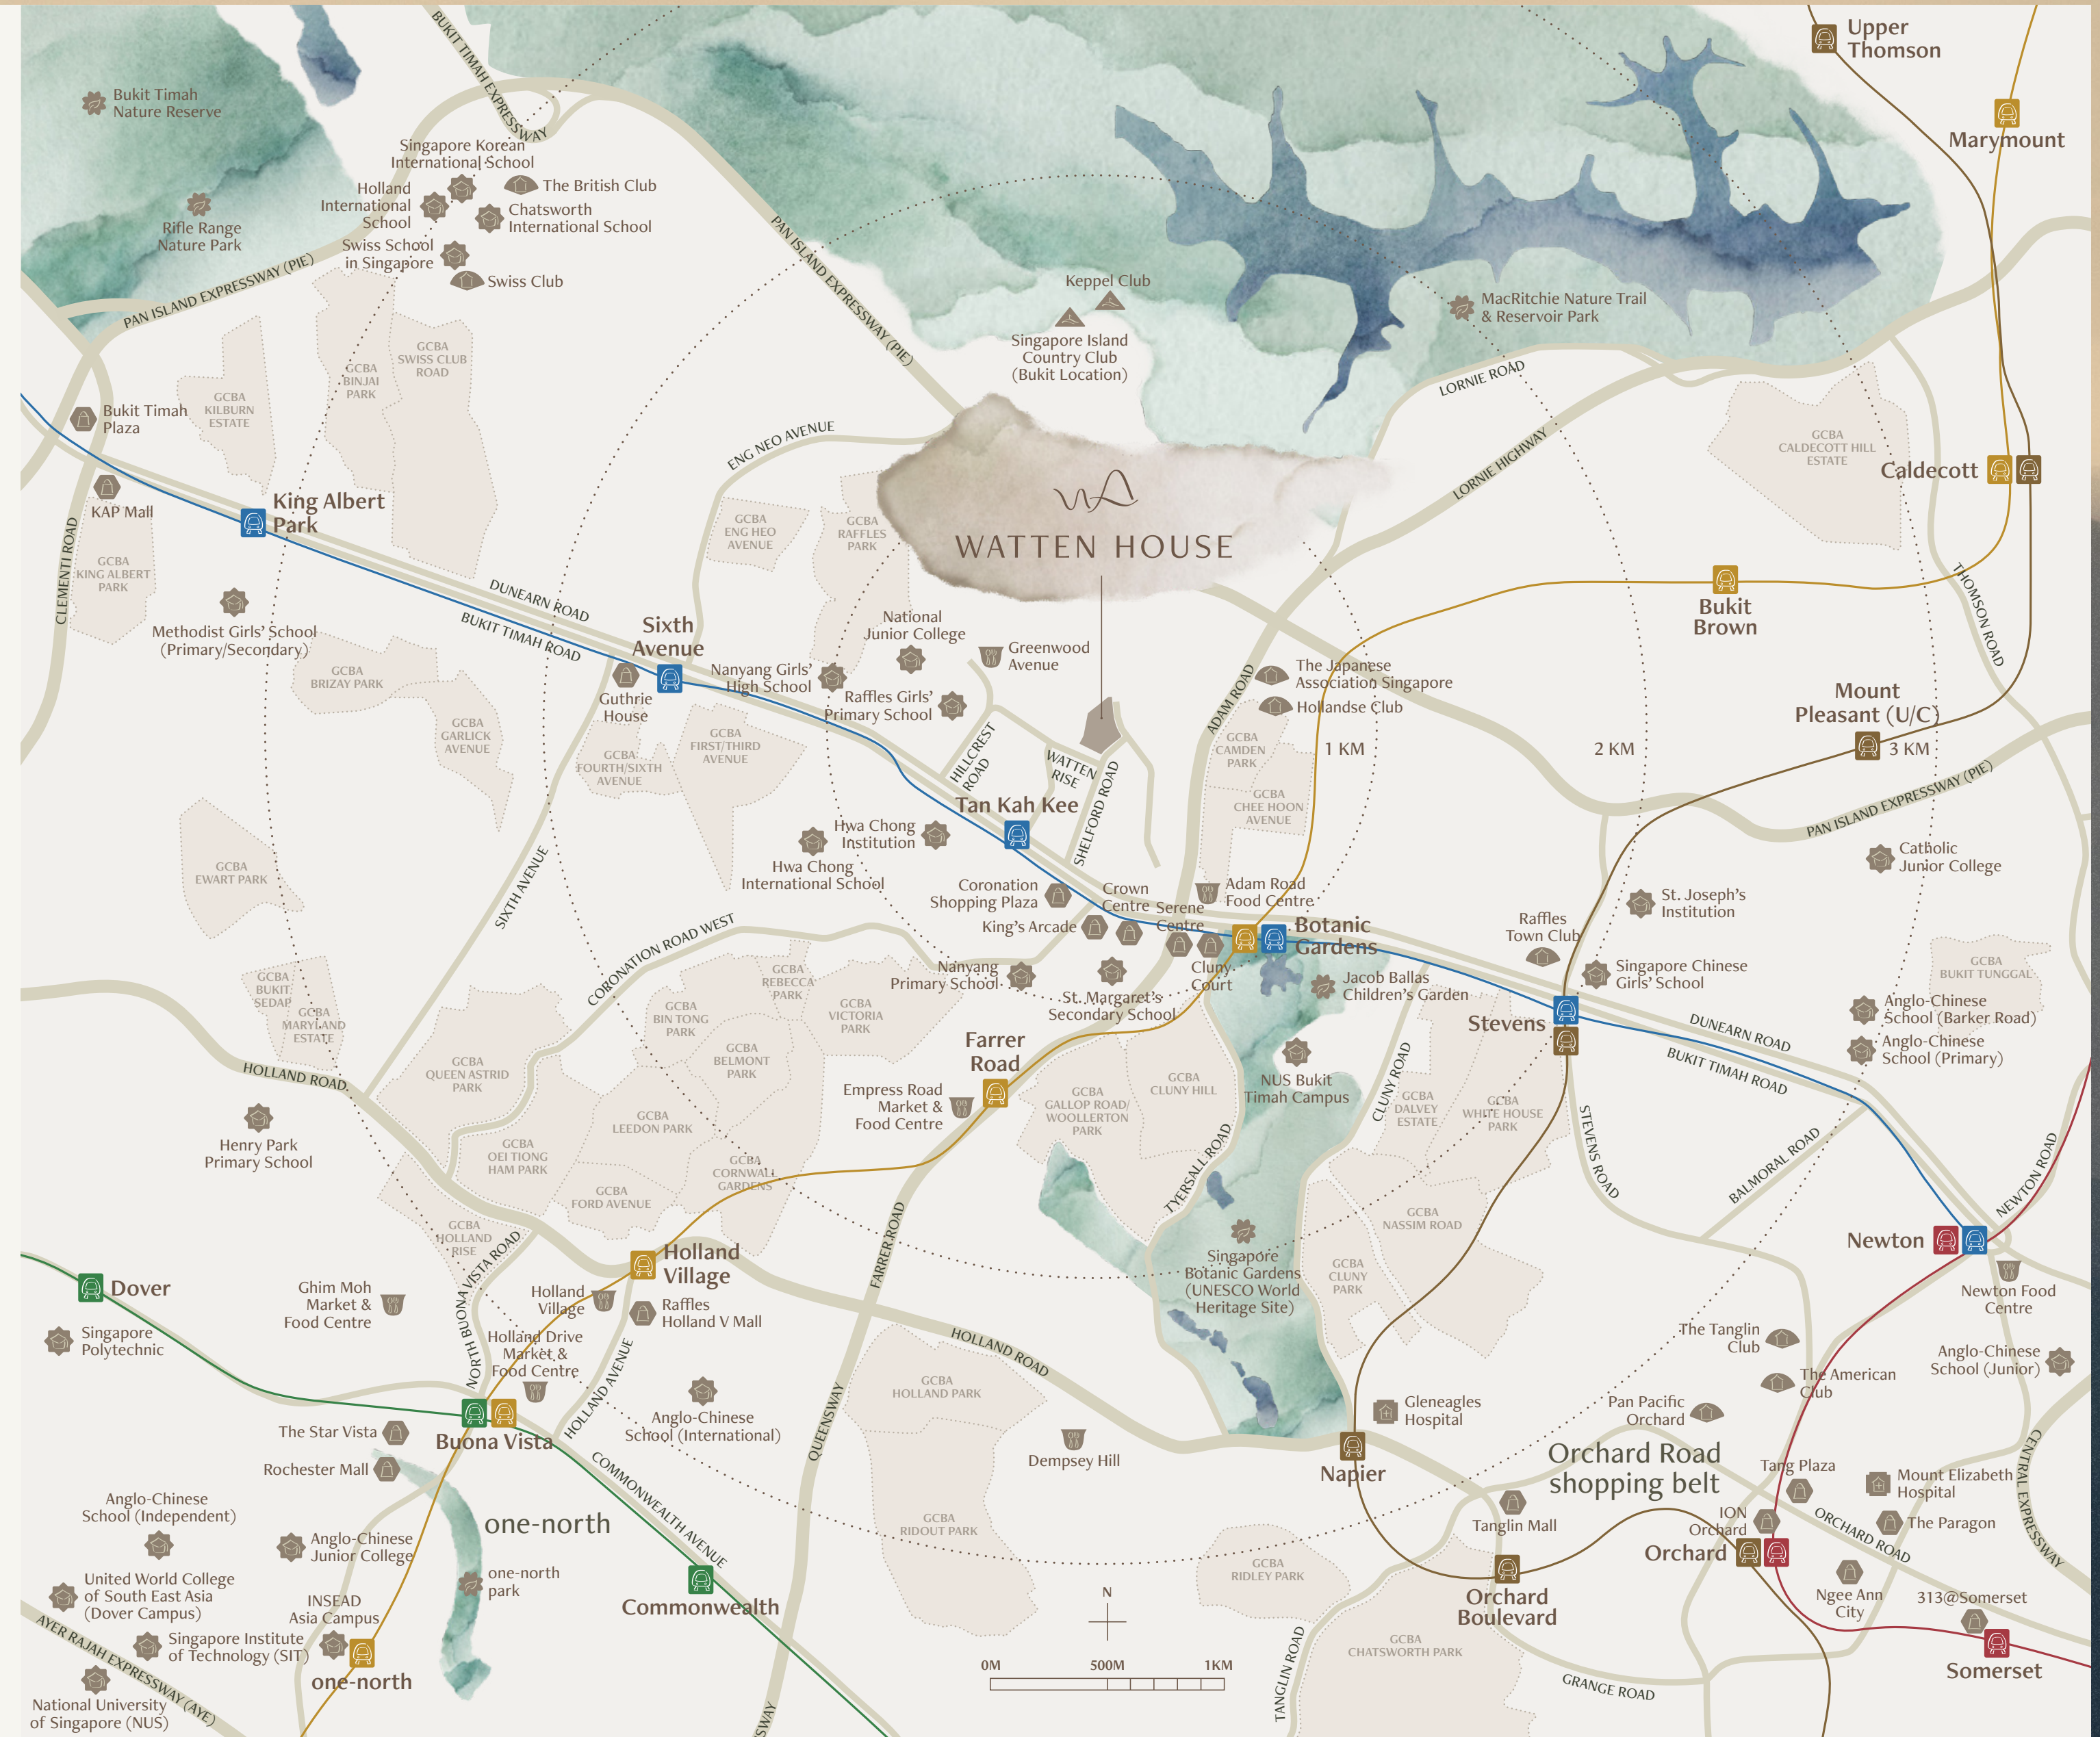 Upper
Thomson
Marymount
BUKIT TIMAH EXPRESSWAY
Bukit Timah
Nature Reserve
Rifle Range
Nature Park
Singapore Korean
International School
The British Club
Holland
International
School
Chatsworth
International School
Swiss School
in Singapore
Swiss Club
PAN ISLAND EXPRESSWAY (PIE)
PAN ISLAND EXPRESSWAY (PIE)
Keppel Club
Singapore Island
Country Club
(Bukit Location)
MacRitchie Nature Trail
& Reservoir Park
LORNIE ROAD
LORNIE HIGHWAY
GCBA
KILBURN
ESTATE
GCBA
BINJAI
PARK
GCBA
SWISS CLUB
ROAD
Bukit Timah
Plaza
KAP Mall
King Albert
Park
GCBA
KING ALBERT
PARK
CLEMENTI ROAD
Methodist Girls' School
(Primary/Secondary)
GCBA
BRIZAY PARK
GCBA
GARLICK
AVENUE
DUNEARN ROAD
BUKIT TIMAH ROAD
ENG NEO AVENUE
GCBA
ENG HEO
AVENUE
GCBA
RAFFLES
PARK
WATTEN HOUSE
GCBA
CALDECOTT HILL
ESTATE
Caldecott
Bukit
Brown
THOMSON ROAD
Sixth
Avenue
Guthrie
House
Nanyang Girls'
High School
National
Junior College
Raffles Girls'
Primary School
Greenwood
Avenue
GCBA
FOURTH/SIXTH
AVENUE
GCBA
FIRST/THIRD
AVENUE
HILLCREST
ROAD
WATTEN
RISE
SHELFORD ROAD
ADAM ROAD
The Japanese
Association Singapore
Hollandse Club
GCBA
CAMDEN
PARK
GCBA
CHEE HOON
AVENUE
1 KM
2 KM
3 KM
Mount
Pleasant (U/C)
PAN ISLAND EXPRESSWAY (PIE)
Tan Kah Kee
Hwa Chong
Institution
Hwa Chong
International School
Coronation
Shopping Plaza
Crown
Centre
King's Arcade
Serene
Centre
Adam Road
Food Centre
Cluny
Court
Botanic
Gardens
Nanyang
Primary School
St. Margaret's
Secondary School
Jacob Ballas
Children's Garden
Raffles
Town Club
St. Joseph's
Institution
Singapore Chinese
Girls' School
Catholic
Junior College
GCBA
BUKIT TUNGGAL
Anglo-Chinese
School (Barker Road)
Anglo-Chinese
School (Primary)
Stevens
DUNEARN ROAD
BUKIT TIMAH ROAD
GCBA
EWART PARK
SIXTH AVENUE
CORONATION ROAD WEST
GCBA
BUKIT
SEDAP
GCBA
MARYLAND
ESTATE
HOLLAND ROAD
Henry Park
Primary School
GCBA
QUEEN ASTRID
PARK
GCBA
BIN TONG
PARK
GCBA
REBECCA
PARK
GCBA
VICTORIA
PARK
GCBA
BELMONT
PARK
GCBA
LEEDON PARK
GCBA
OEI TIONG
HAM PARK
GCBA
FORD AVENUE
GCBA
CORNWALL
GARDENS
GCBA
HOLLAND
RISE
Farrer
Road
Empress Road
Market &
Food Centre
GCBA
GALLOP ROAD/
WOOLLERTON
PARK
GCBA
CLUNY HILL
NUS Bukit
Timah Campus
TYERSALL ROAD
CLUNY ROAD
GCBA
DALVEY
ESTATE
GCBA
WHITE HOUSE
PARK
STEVENS ROAD
BALMORAL ROAD
NEWTON ROAD
GCBA
NASSIM ROAD
GCBA
CLUNY
PARK
Singapore
Botanic Gardens
(UNESCO World
Heritage Site)
Newton
Newton Food
Centre
Anglo-Chinese
School (Junior)
The Tanglin
Club
The American
Club
Pan Pacific
Orchard
Dover
Singapore
Polytechnic
Ghim Moh
Market &
Food Centre
NORTH BUONA VISTA ROAD
Holland
Village
Holland
Village
Raffles
Holland V Mall
Holland Drive
Market &
Food Centre
HOLLAND AVENUE
FARRER ROAD
HOLLAND ROAD
QUEENSWAY
The Star Vista
Rochester Mall
Buona Vista
Anglo-Chinese
School (International)
COMMONWEALTH AVENUE
GCBA
HOLLAND PARK
GCBA
RIDOUT PARK
Dempsey Hill
Gleneagles
Hospital
Napier
Orchard Road
shopping belt
Tang Plaza
Mount Elizabeth
Hospital
The Paragon
Tanglin Mall
ION
Orchard
ORCHARD ROAD
CENTRAL EXPRESSWAY
Orchard
Ngee Ann
City
313@Somerset
Somerset
Orchard
Boulevard
GCBA
RIDLEY PARK
GCBA
CHATSWORTH PARK
TANGLIN ROAD
GRANGE ROAD
Anglo-Chinese
School (Independent)
Anglo-Chinese
Junior College
one-north
one-north
park
United World College
of South East Asia
(Dover Campus)
INSEAD
Asia Campus
Singapore Institute
of Technology (SIT)
one-north
AYER RAJAH EXPRESSWAY (AYE)
National University
of Singapore (NUS)
Commonwealth
N
0M
500M
1KM
SWAY